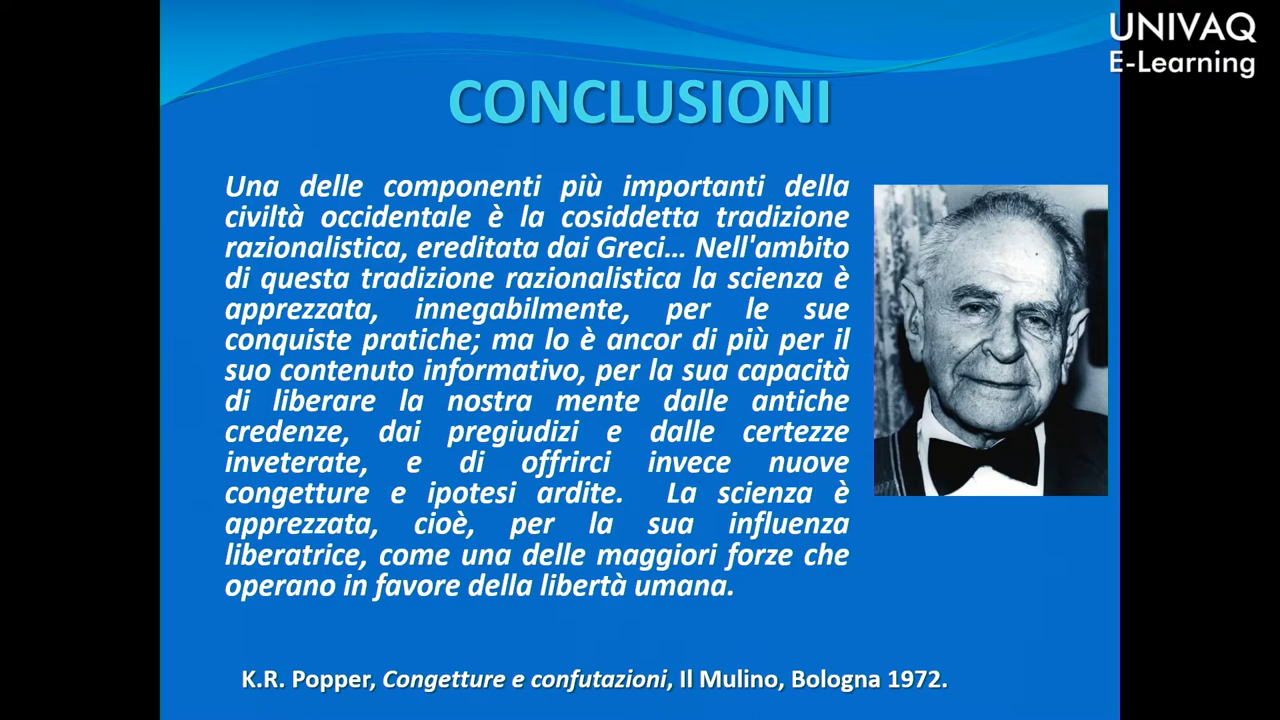 UNIVAQ
E-Learning
CONCLUSIONI
Una delle componenti più importanti della
civiltà occidentale è la cosiddetta tradizione
razionalistica, ereditata dai Greci... Nell'ambito
di questa tradizione razionalistica la scienza è
apprezzata, innegabilmente, per le sue
conquiste pratiche; ma lo è ancor di più per il
suo contenuto informativo, per la sua capacità
di liberare la nostra mente dalle antiche
credenze, dai pregiudizi e dalle certezze
inveterate, e di offrirci invece nuove
congetture e ipotesi ardite. La scienza è
apprezzata, cioè, per la sua influenza
liberatrice, come una delle maggiori forze che
operano in favore della libertà umana.
K.R. Popper, Congetture e confutazioni, Il Mulino, Bologna 1972.